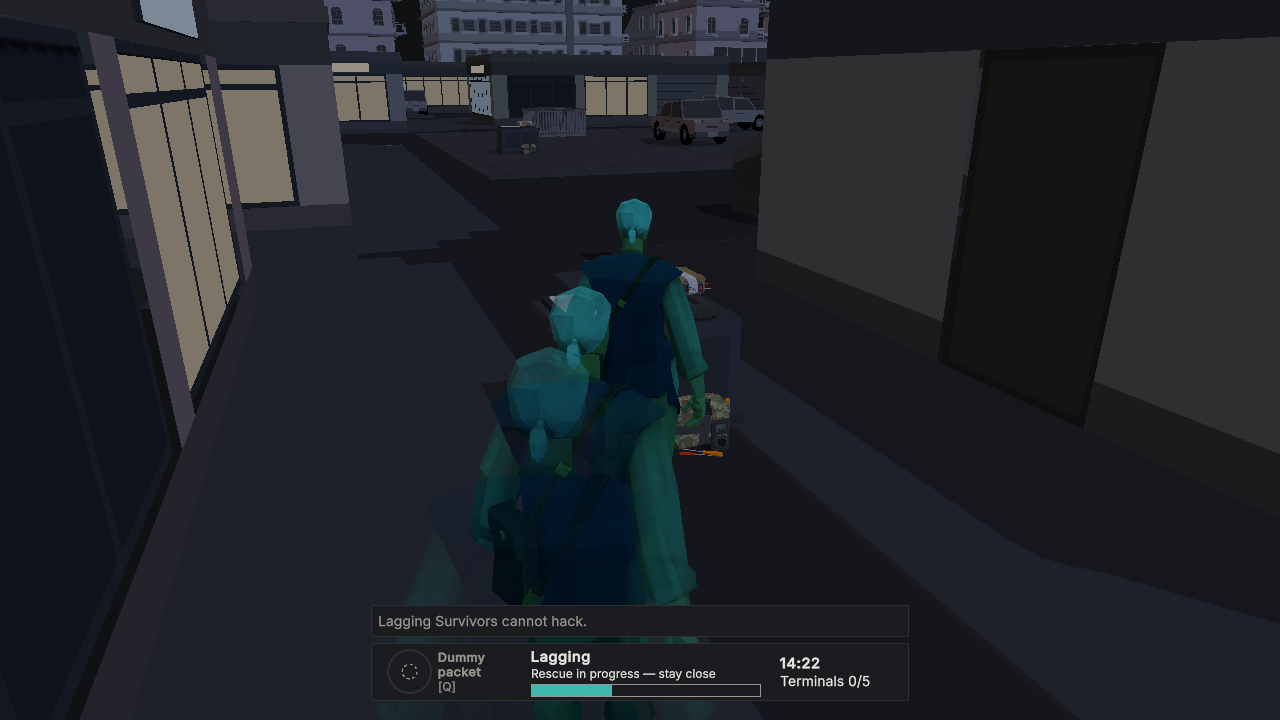 Lagging Survivors cannot hack.
Dummy
packet
[Q]
Lagging
Rescue in progress — stay close
14:22
Terminals 0/5